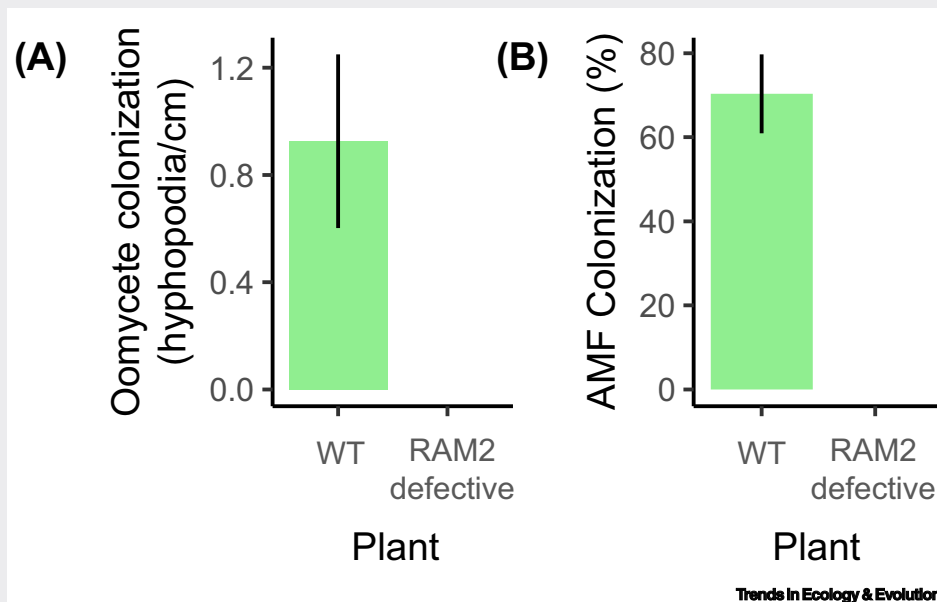 (A)
Oomycete colonization
(hyphopodia/cm)
1.2
0.8
0.4
0.0
WT
RAM2
defective
Plant
(B)
AMF Colonization (%)
80
60
40
20
0
WT
RAM2
defective
Plant
Trends in Ecology & Evolution